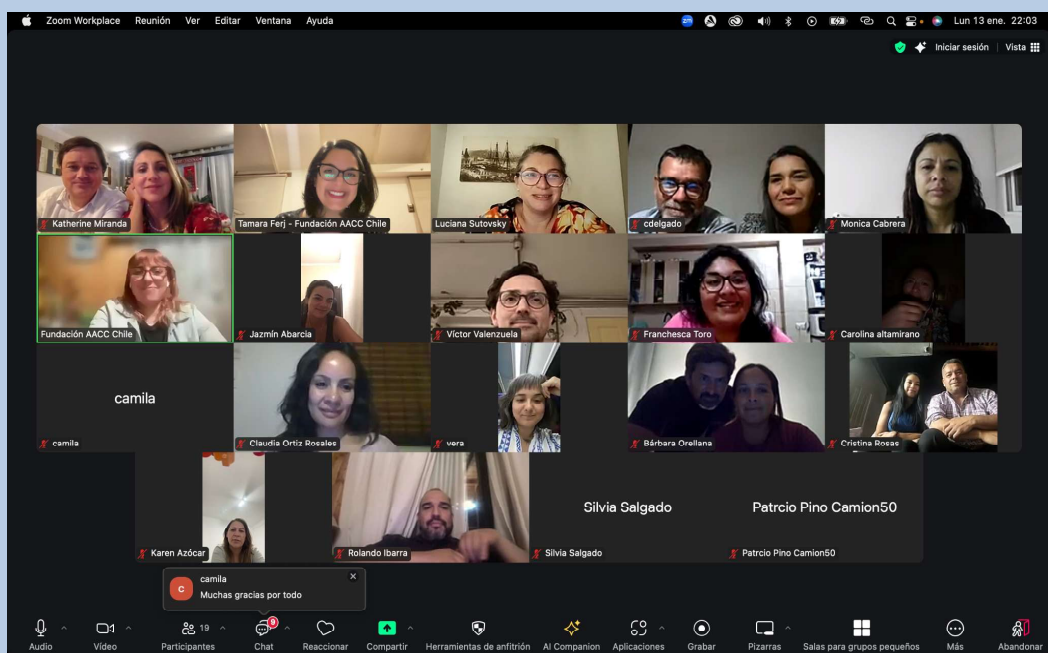 Zoom Workplace Reunión Ver Editar Ventana Ayuda
zm Lun 13 ene. 22:03
Iniciar sesión Vista
Katherine Miranda
Tamara Ferj - Fundación AACC Chile
Luciana Sutovsky
cdelgado
Monica Cabrera
Fundación AACC Chile
Jazmín Abarcia
Víctor Valenzuela
Franchesca Toro
Carolina altamirano
camila
camila
Claudia Ortiz Rosales
vera
Bárbara Orellana
Cristina Rosas
Karen Azócar
Rolando Ibarra
Silvia Salgado
Silvia Salgado
Patrcio Pino Camion50
Patrcio Pino Camion50
C
camila
Muchas gracias por todo
19
9
Audio Vídeo Participantes Chat Reaccionar Compartir Herramientas de anfitrión AI Companion Aplicaciones Grabar Pizarras Salas para grupos pequeños Más Abandonar